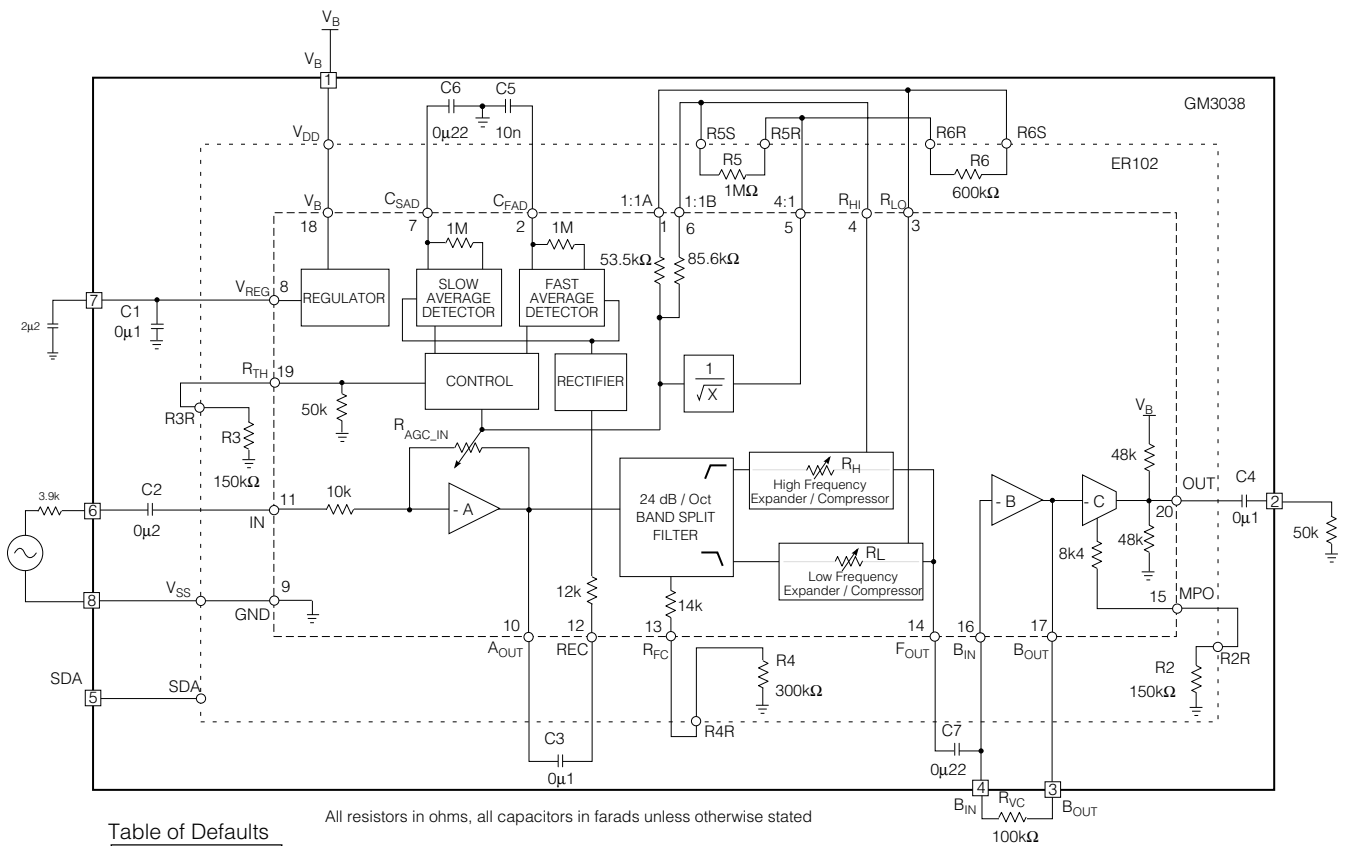 V_B
V_B
1
GM3038
C6
C5
0µ22
10n
V_DD
R5S
R5R
R6R
R6S
R5
1MΩ
R6
600kΩ
ER102
V_B
C_SAD
C_FAD
1:1A
1:1B
4:1
R_HI
R_LO
18
7
2
1
6
5
4
3
1M
1M
53.5kΩ
85.6kΩ
7
V_REG
8
REGULATOR
SLOW
AVERAGE
DETECTOR
FAST
AVERAGE
DETECTOR
C1
0µ1
2µ2
R_TH
19
CONTROL
RECTIFIER
1
√X
R3R
50k
R3
150kΩ
R_AGC_IN
V_B
48k
R_H
High Frequency
Expander / Compressor
24 dB / Oct
BAND SPLIT
FILTER
3.9k
6
C2
0µ2
11
IN
10k
- A
- B
- C
OUT
20
C4
0µ1
2
50k
48k
8k4
R_L
Low Frequency
Expander / Compressor
8
V_SS
9
GND
12k
14k
15
MPO
10
A_OUT
12
REC
13
R_FC
14
F_OUT
16
B_IN
17
B_OUT
R2R
R2
150kΩ
R4
300kΩ
SDA
5
SDA
R4R
C3
0µ1
C7
0µ22
4
3
B_IN
R_VC
B_OUT
100kΩ
All resistors in ohms, all capacitors in farads unless otherwise stated
Table of Defaults